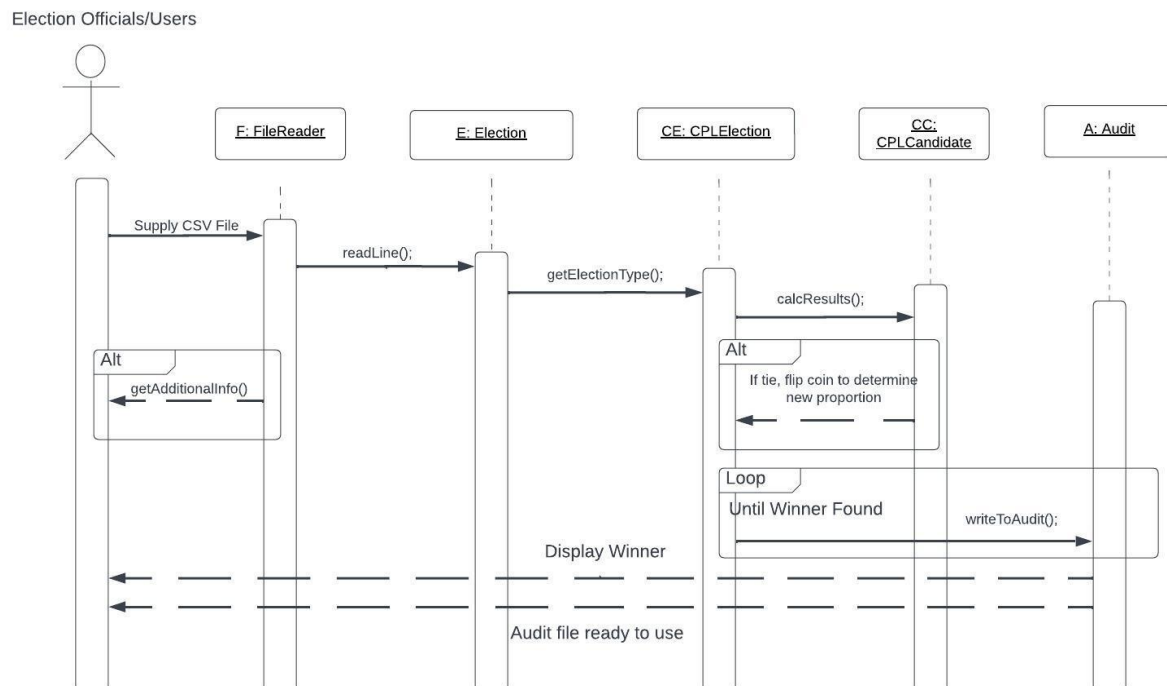 Election Officials/Users
F: FileReader
E: Election
CE: CPLElection
CC:
CPLCandidate
A: Audit
Supply CSV File
readLine();
getElectionType();
calcResults();
Alt
getAdditionalInfo()
Alt
If tie, flip coin to determine
new proportion
Loop
Until Winner Found
writeToAudit();
Display Winner
Audit file ready to use